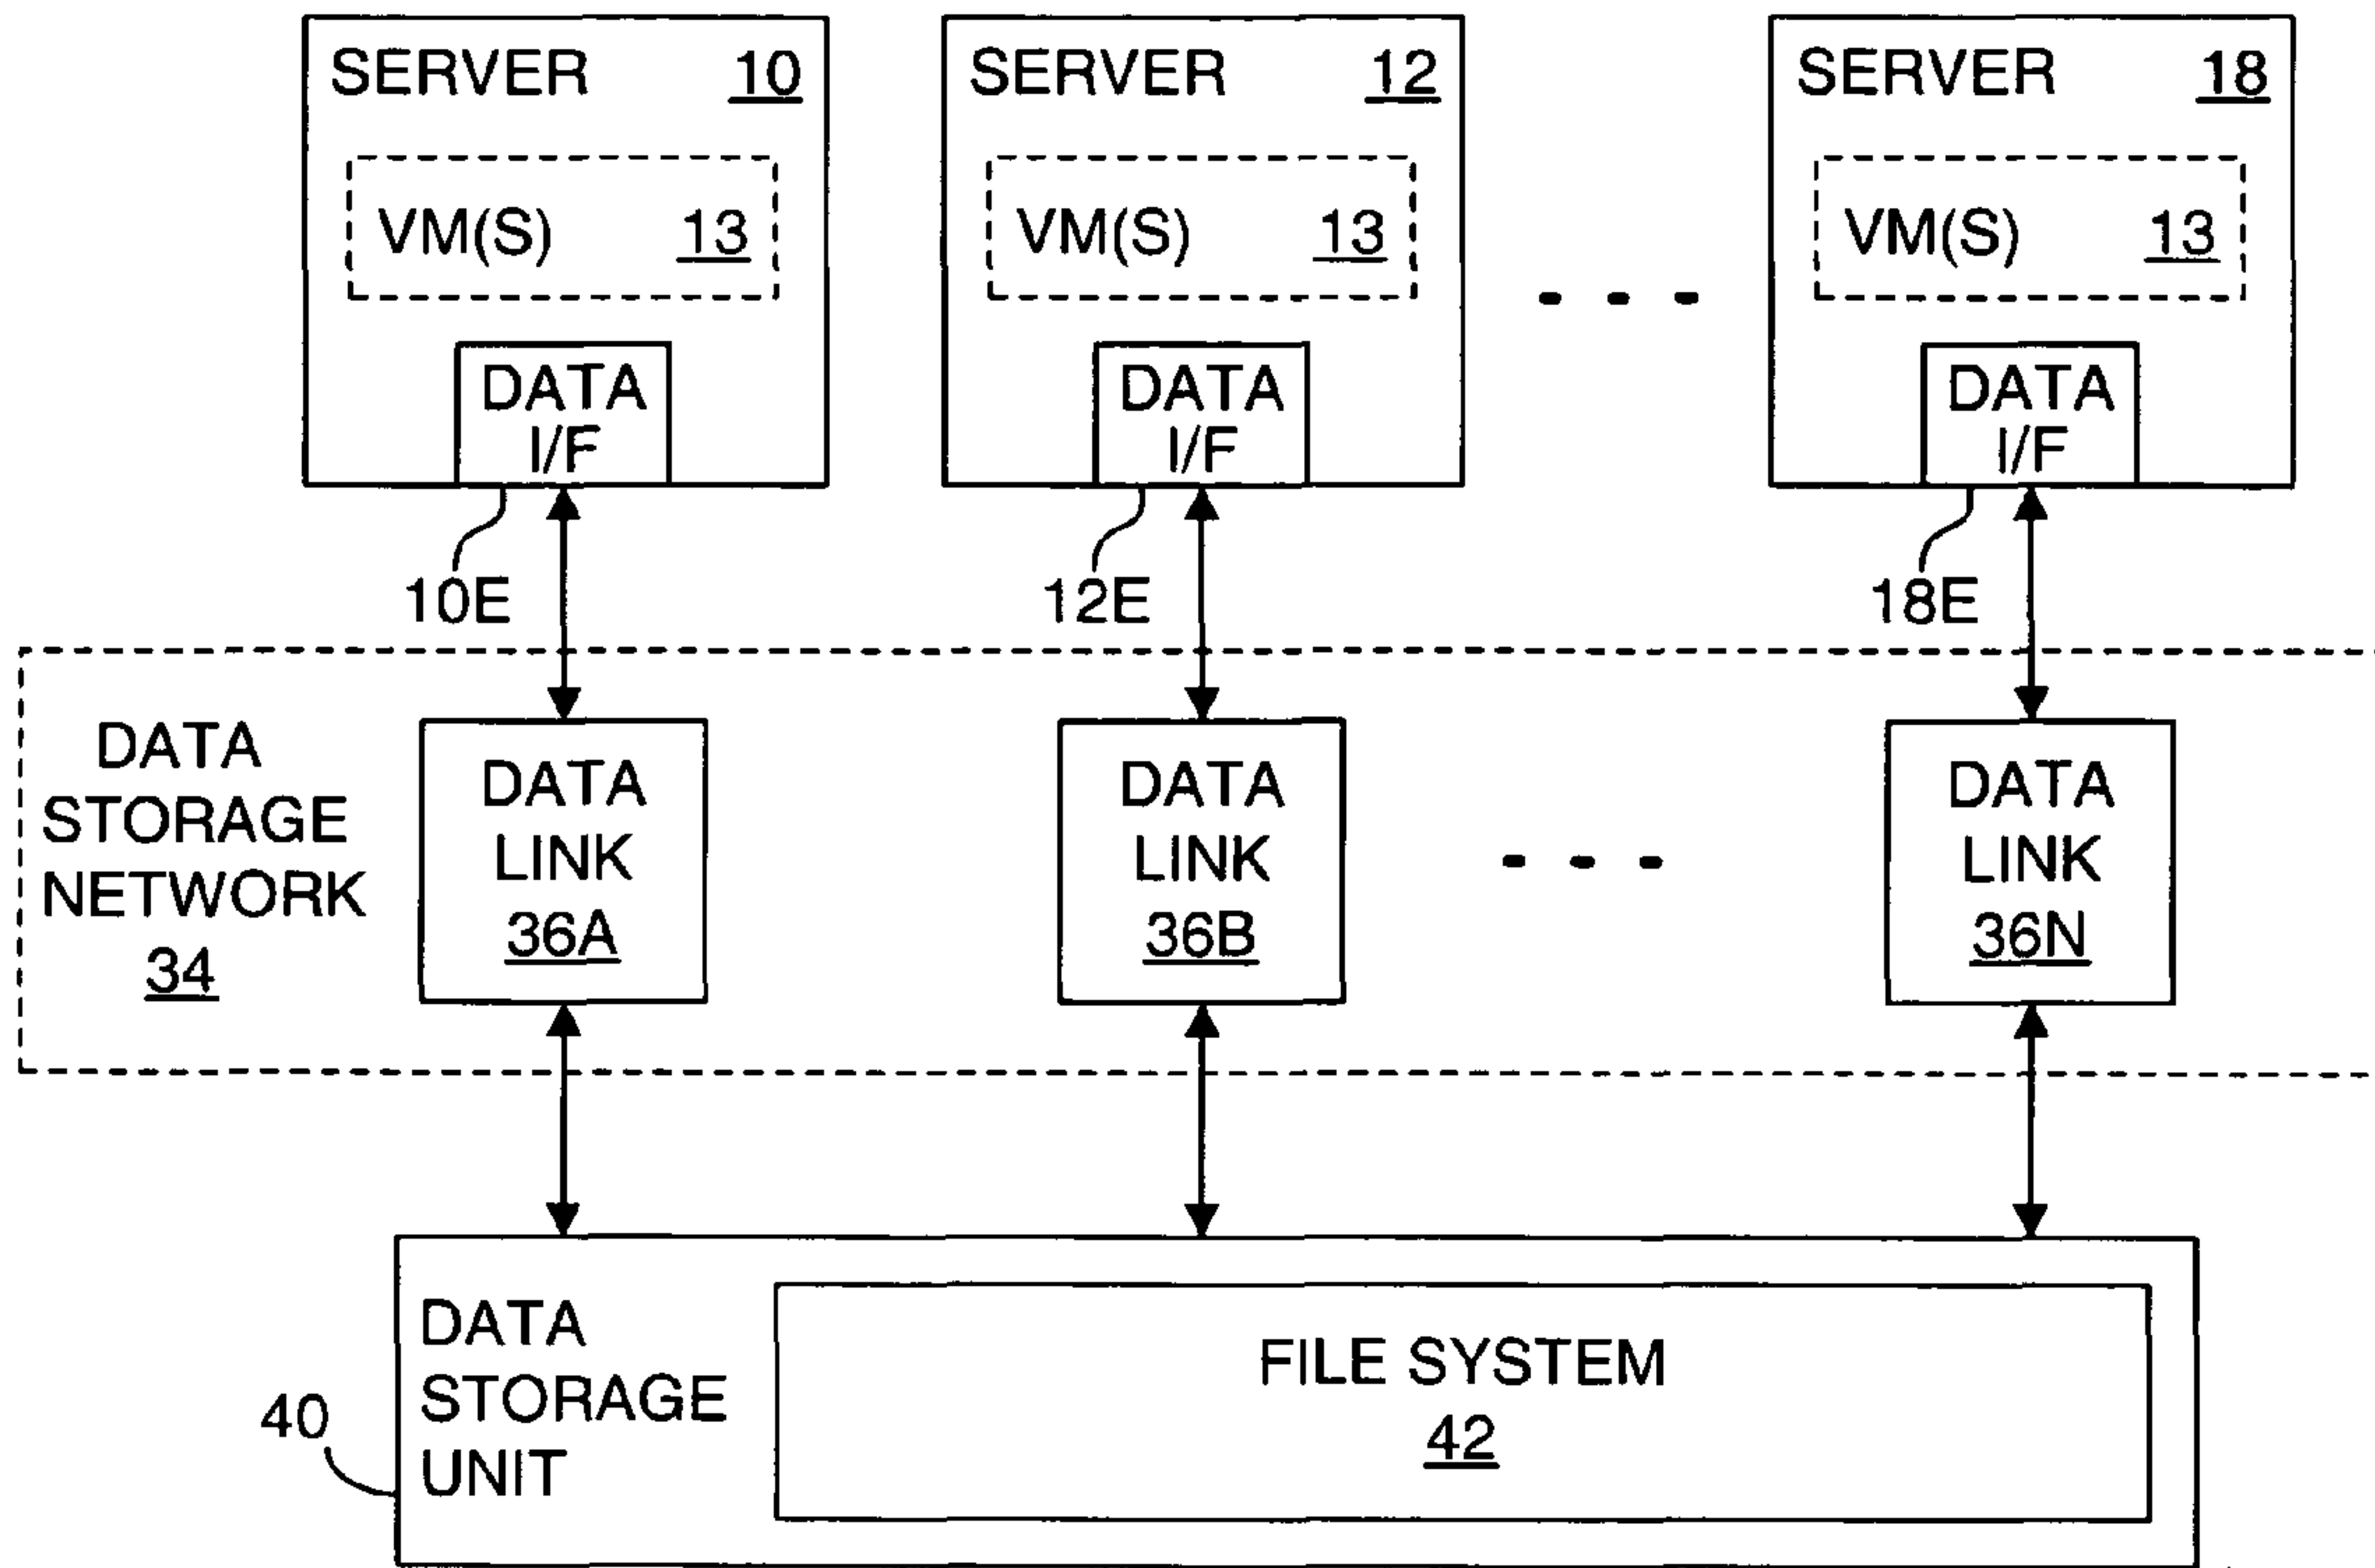 SERVER 10
VM(S) 13
DATA
I/F
10E
SERVER 12
VM(S) 13
DATA
I/F
12E
SERVER 18
VM(S) 13
DATA
I/F
18E
DATA
STORAGE
NETWORK
34
DATA
LINK
36A
DATA
LINK
36B
DATA
LINK
36N
40
DATA
STORAGE
UNIT
FILE SYSTEM
42